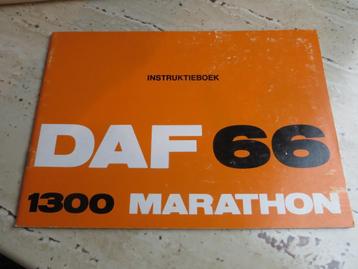 INSTRUKTIEBOEK
DAF 66
1300 MARATHON